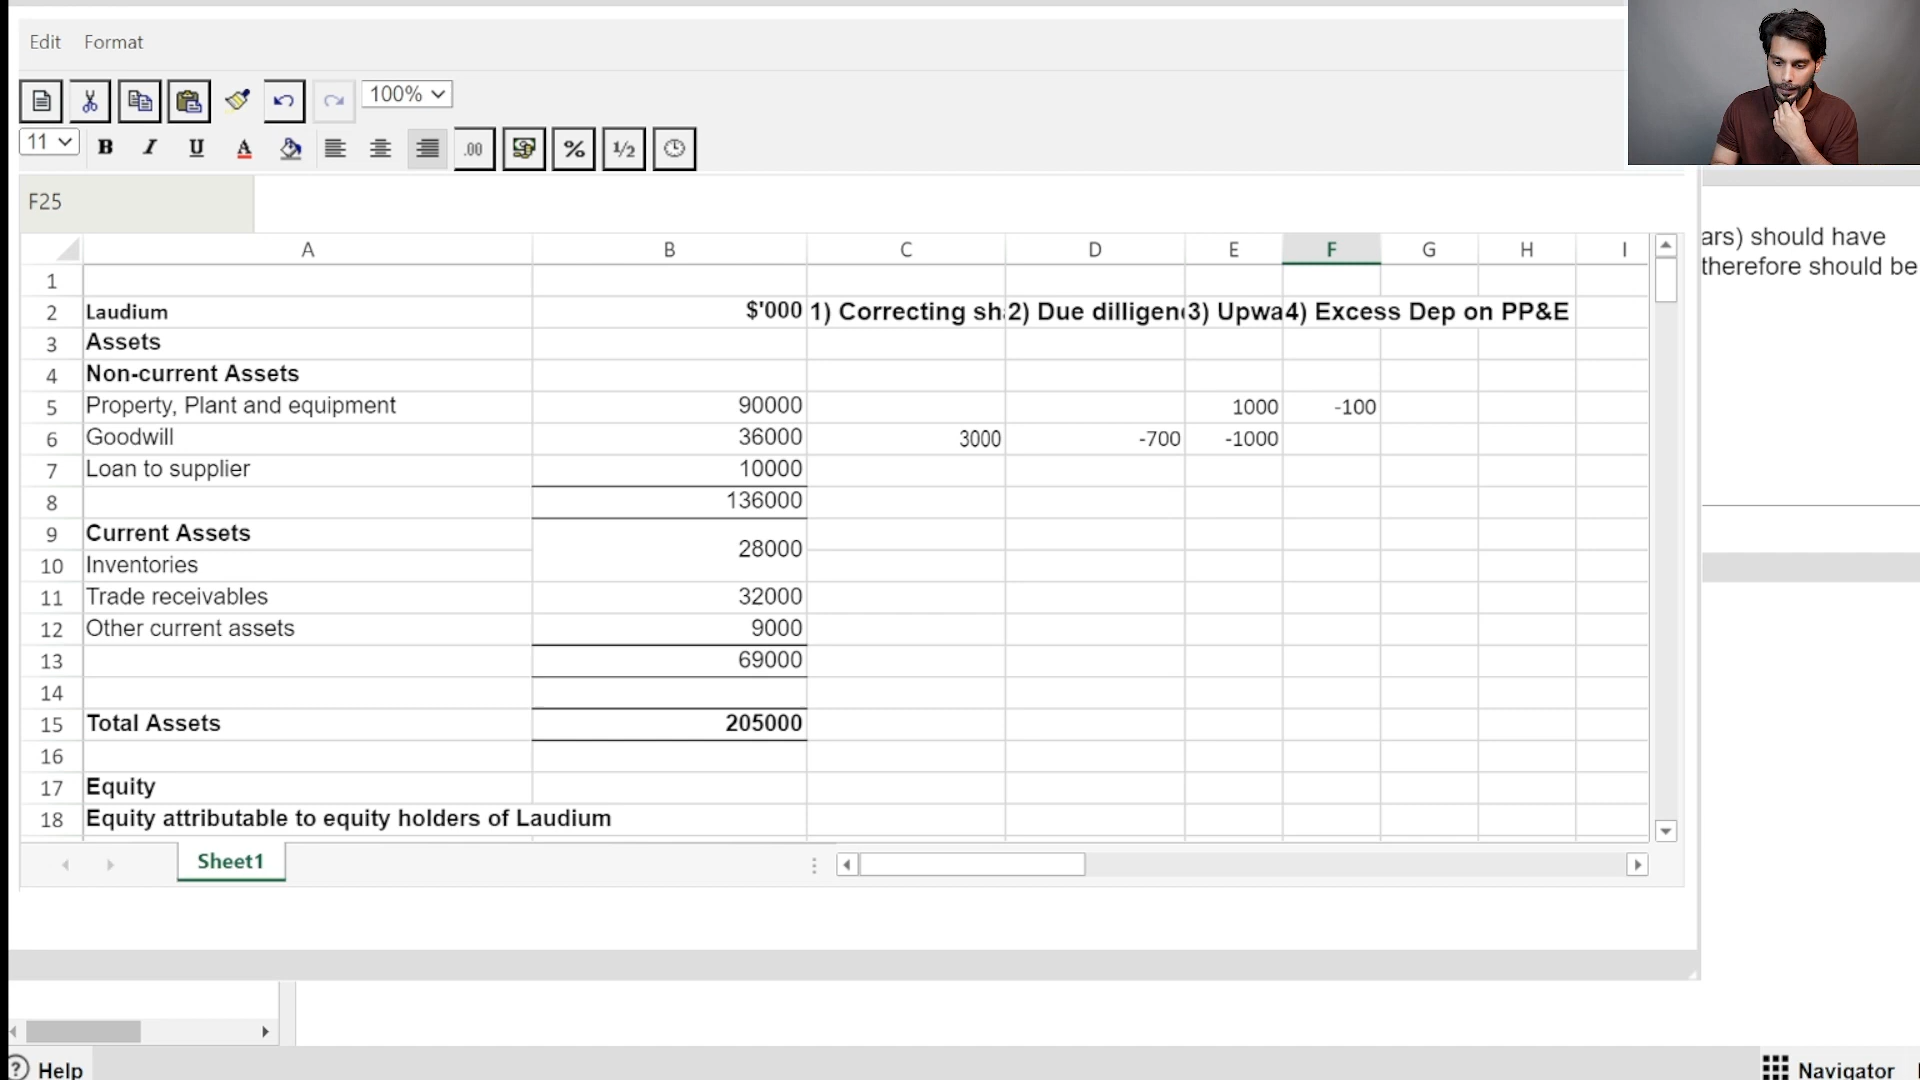 Edit Format
100%
11 B I U A .00 % 1/2
F25
A B C D E F G H I
1
2 Laudium $'000 1) Correcting sh 2) Due dilligen 3) Upwa 4) Excess Dep on PP&E
3 Assets
4 Non-current Assets
5 Property, Plant and equipment 90000 1000 -100
6 Goodwill 36000 3000 -700 -1000
7 Loan to supplier 10000
8 136000
9 Current Assets
28000
10 Inventories
11 Trade receivables 32000
12 Other current assets 9000
13 69000
14
15 Total Assets 205000
16
17 Equity
18 Equity attributable to equity holders of Laudium
Sheet1
ars) should have
therefore should be
? Help
Navigator